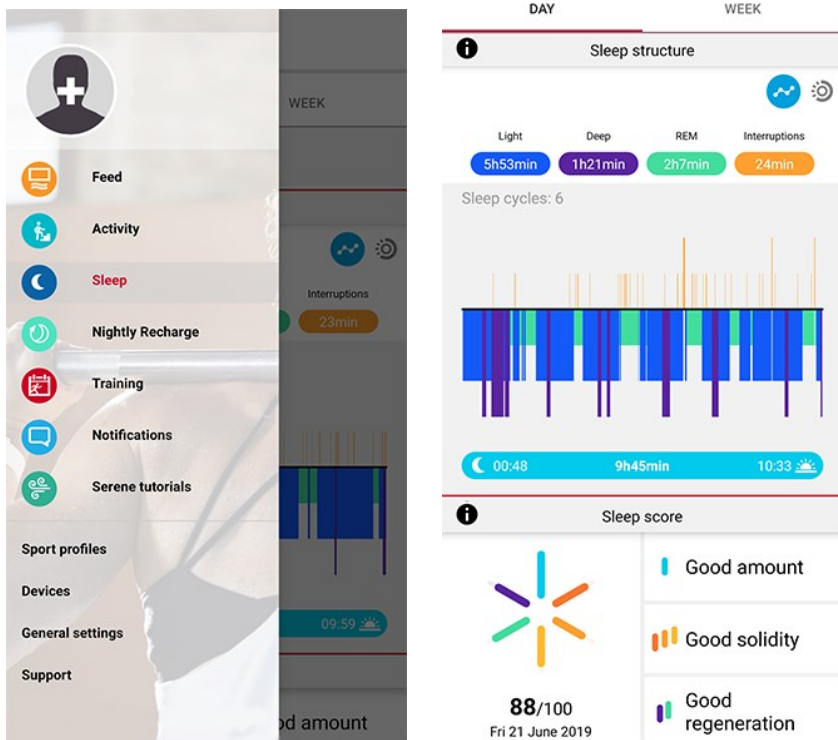 WEEK
Feed
Activity
Sleep
Nightly Recharge
Training
Notifications
Serene tutorials
Sport profiles
Devices
General settings
Support
Interruptions
23min
09:59
od amount
DAY WEEK
Sleep structure
Light Deep REM Interruptions
5h53min 1h21min 2h7min 24min
Sleep cycles: 6
00:48 9h45min 10:33
Sleep score
88/100
Fri 21 June 2019
Good amount
Good solidity
Good
regeneration